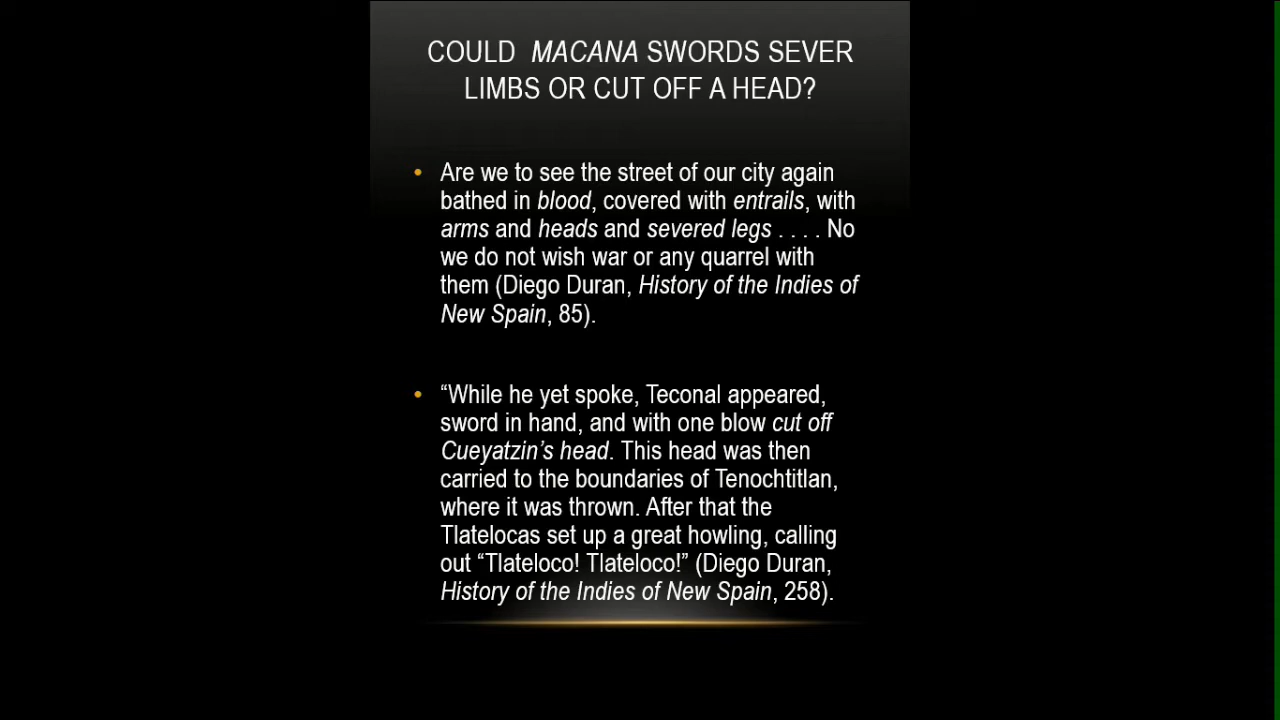 COULD MACANA SWORDS SEVER
LIMBS OR CUT OFF A HEAD?
• Are we to see the street of our city again
bathed in blood, covered with entrails, with
arms and heads and severed legs . . . . No
we do not wish war or any quarrel with
them (Diego Duran, History of the Indies of
New Spain, 85).
• “While he yet spoke, Teconal appeared,
sword in hand, and with one blow cut off
Cueyatzin’s head. This head was then
carried to the boundaries of Tenochtitlan,
where it was thrown. After that the
Tlatelocas set up a great howling, calling
out “Tlateloco! Tlateloco!” (Diego Duran,
History of the Indies of New Spain, 258).